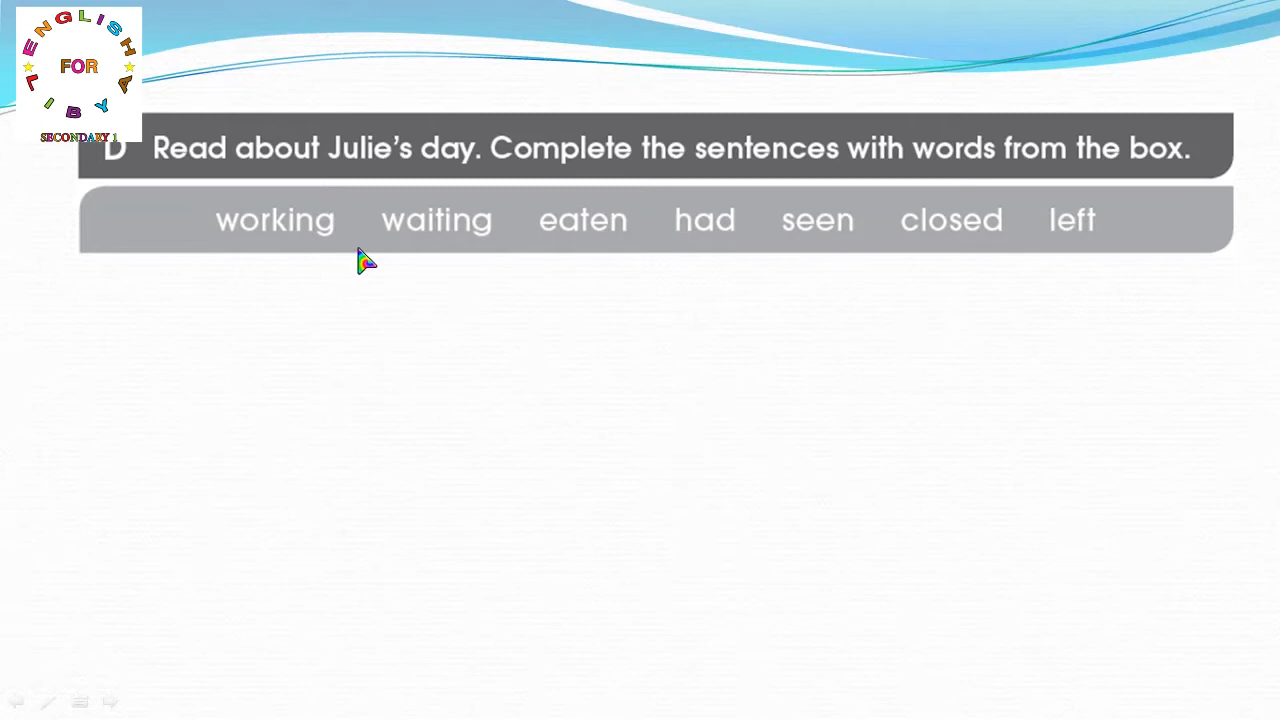 ENGLISH
FOR
LIBYA
SECONDARY 1
D Read about Julie's day. Complete the sentences with words from the box.
working waiting eaten had seen closed left